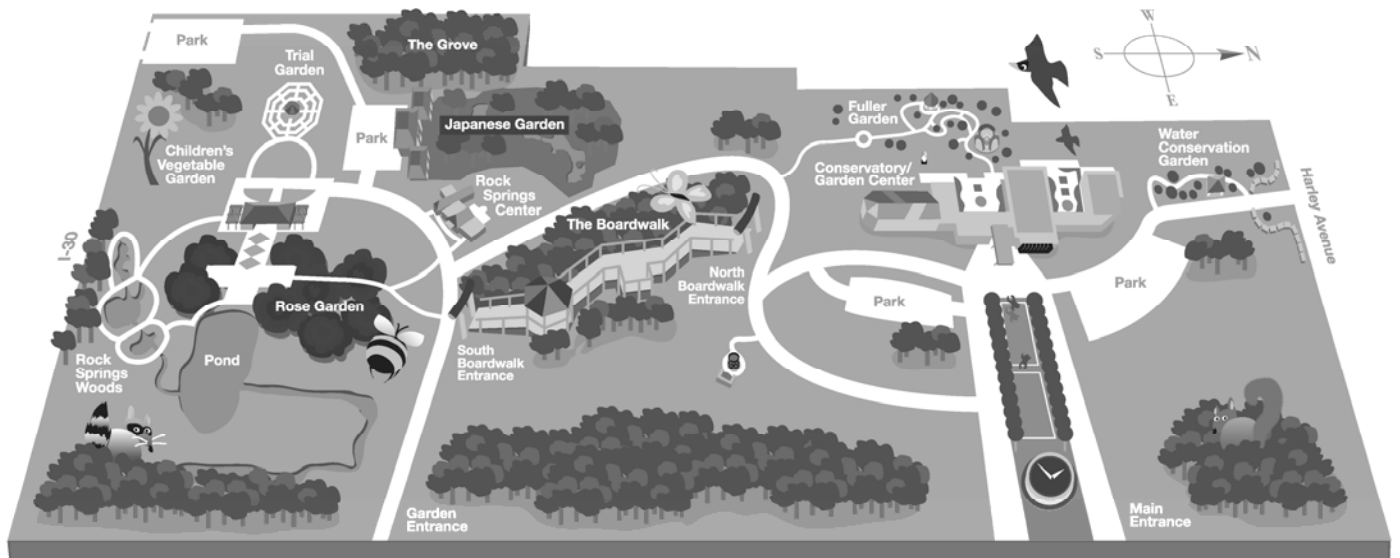 Park
The Grove
Trial
Garden
W
S
N
E
Japanese Garden
Park
Fuller
Garden
Children's
Vegetable
Garden
Conservatory/
Garden Center
Water
Conservation
Garden
Harley Avenue
Rock
Springs
Center
The Boardwalk
I-30
North
Boardwalk
Entrance
Park
Park
Rose Garden
Pond
Rock
Springs
Woods
South
Boardwalk
Entrance
Garden
Entrance
Main
Entrance